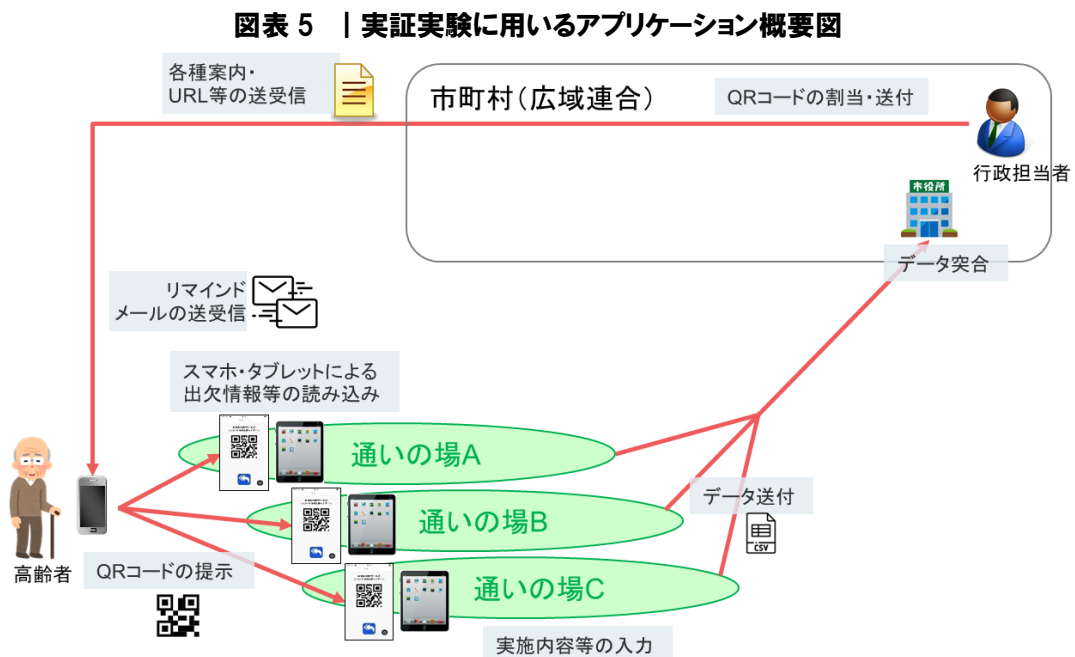 図表 5 | 実証実験に用いるアプリケーション概要図
各種案内・
URL等の送受信
市町村(広域連合)
QRコードの割当・送付
行政担当者
市役所
データ突合
リマインド
メールの送受信
スマホ・タブレットによる
出欠情報等の読み込み
通いの場A
通いの場B
通いの場C
データ送付
CSV
高齢者
QRコードの提示
実施内容等の入力